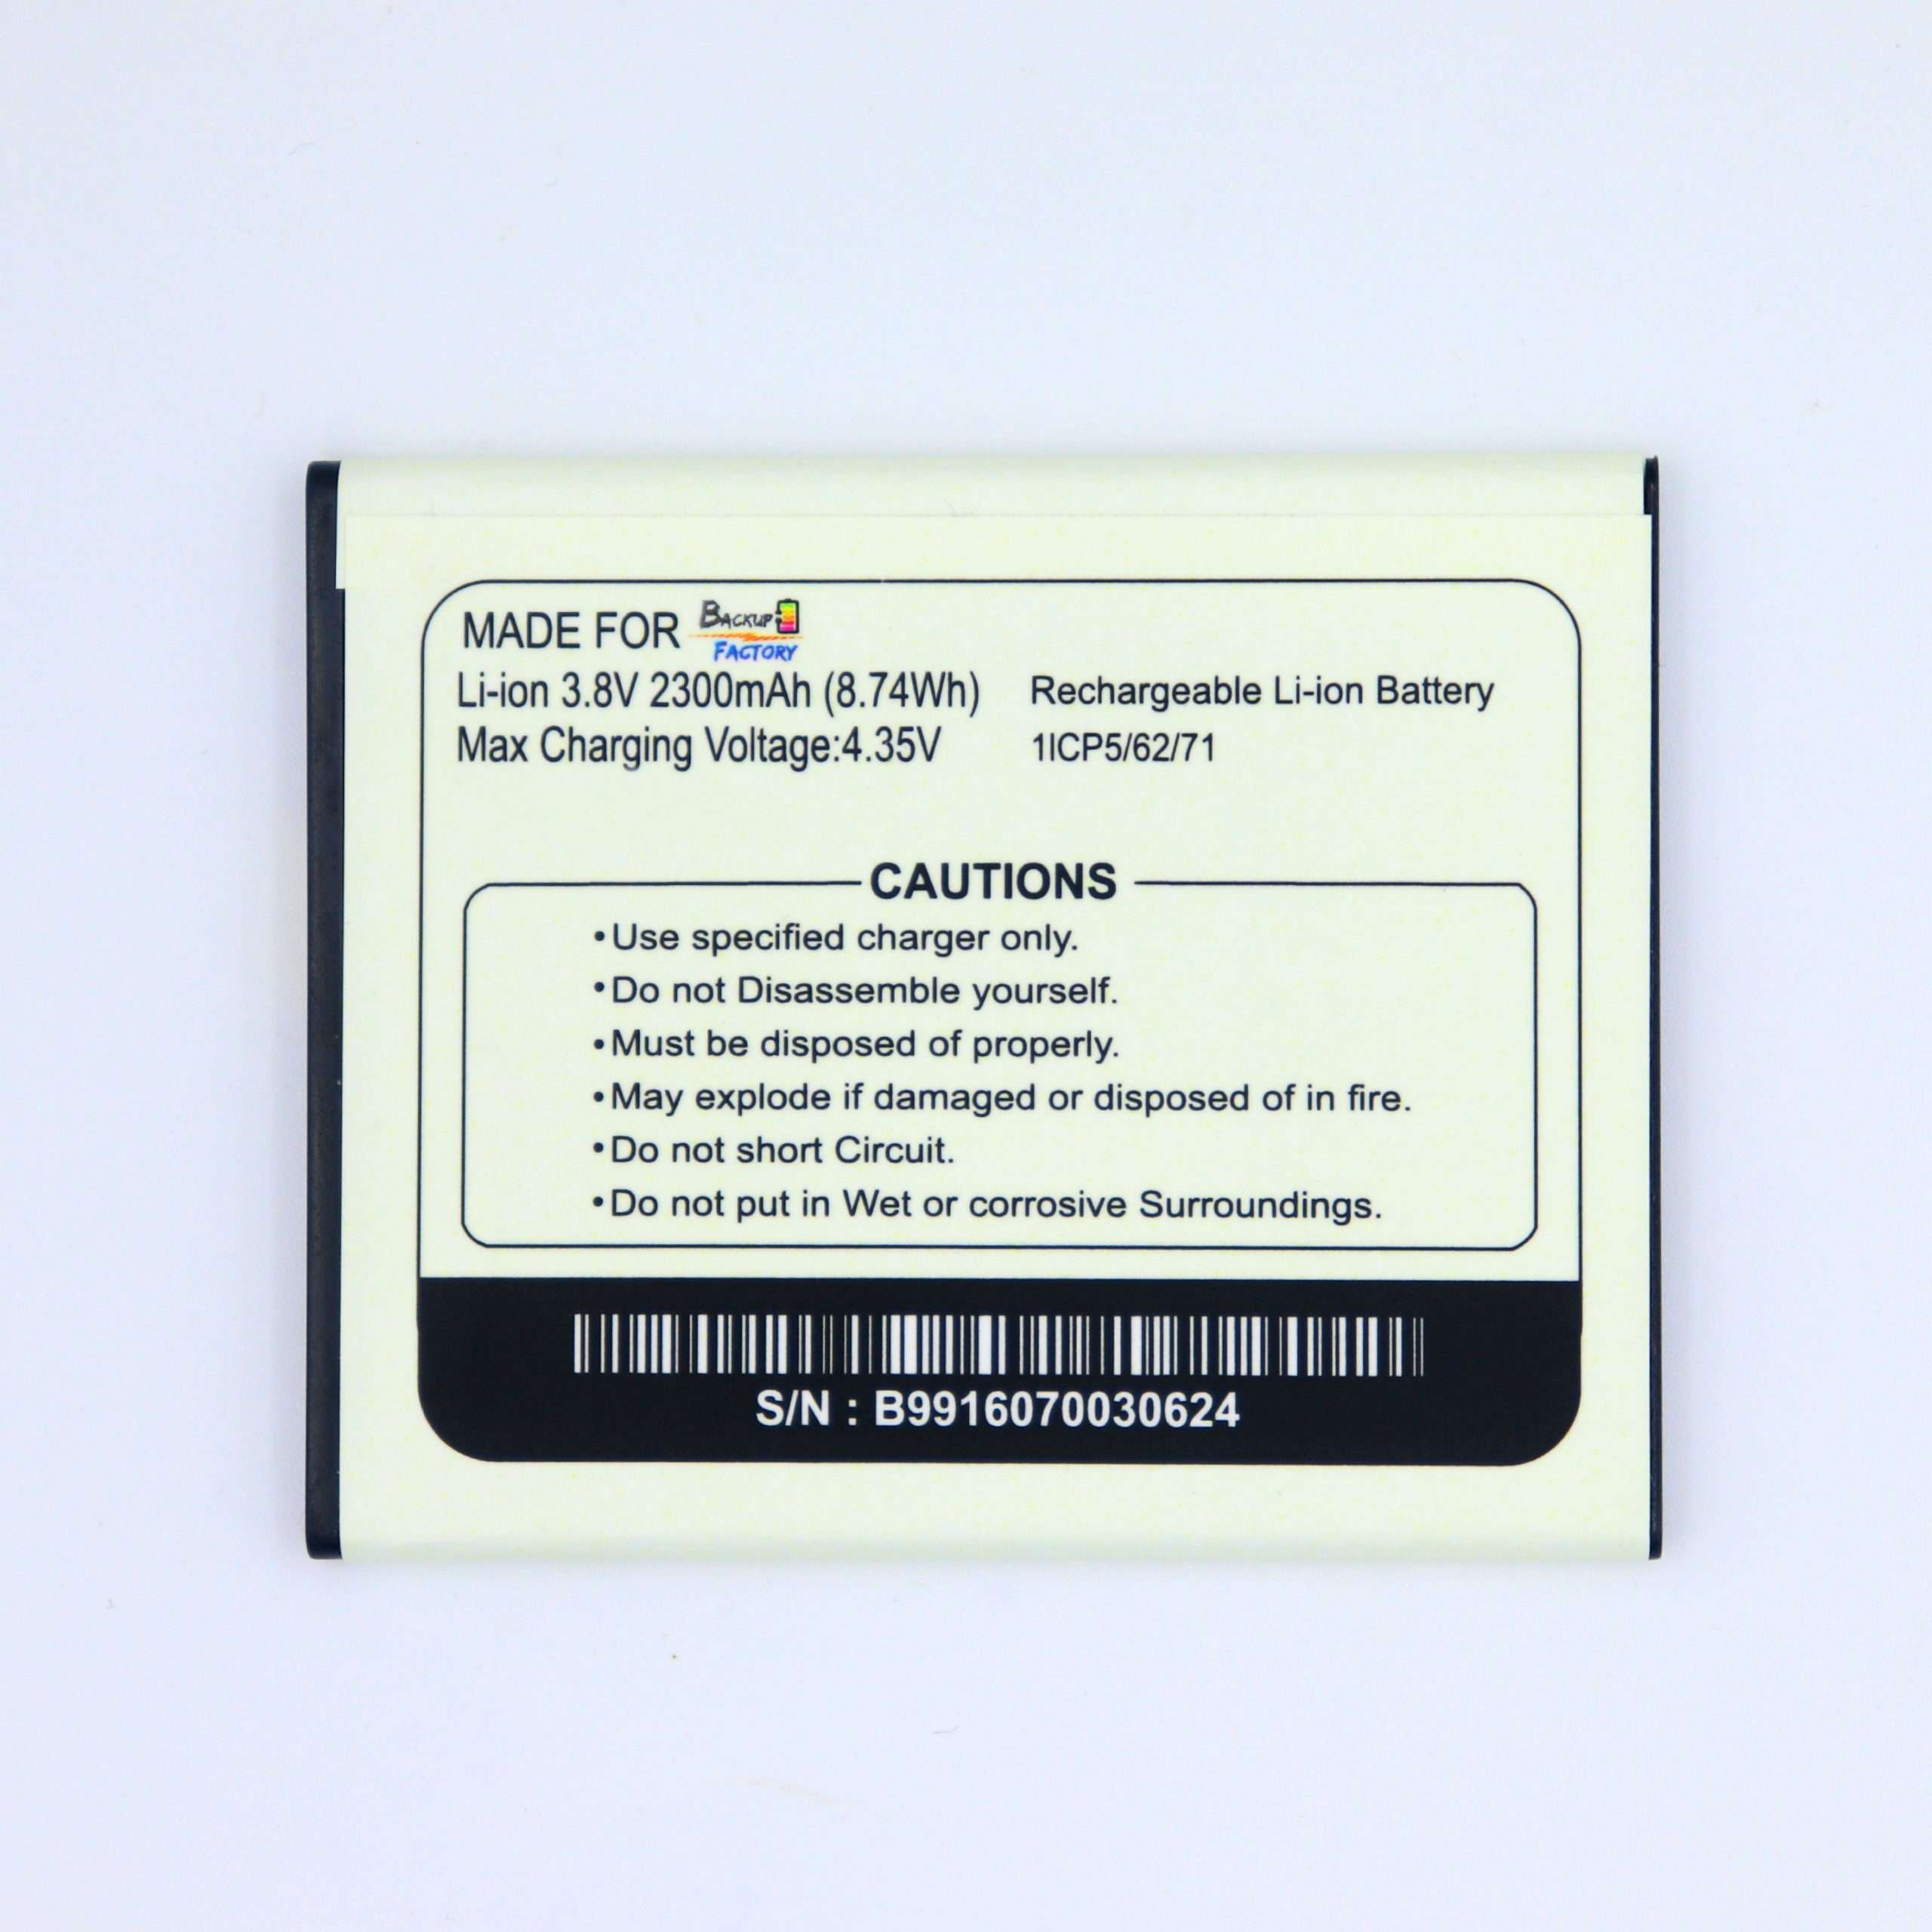 MADE FOR BACKUP FACTORY
Li-ion 3.8V 2300mAh (8.74Wh) Rechargeable Li-ion Battery
Max Charging Voltage:4.35V 1ICP5/62/71
CAUTIONS
•Use specified charger only.
•Do not Disassemble yourself.
•Must be disposed of properly.
•May explode if damaged or disposed of in fire.
•Do not short Circuit.
•Do not put in Wet or corrosive Surroundings.
S/N : B9916070030624